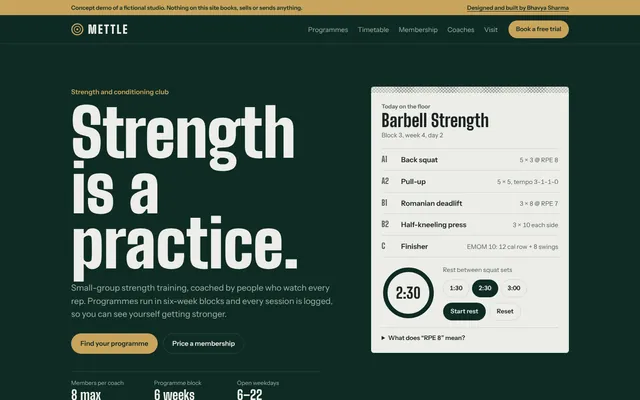 Concept demo of a fictional studio. Nothing on this site books, sells or sends anything.
Designed and built by Bhavya Sharma
METTLE
Programmes
Timetable
Membership
Coaches
Visit
Book a free trial
Strength and conditioning club
Strength
is a
practice.
Small-group strength training, coached by people who watch every
rep. Programmes run in six-week blocks and every session is logged,
so you can see yourself getting stronger.
Find your programme
Price a membership
Members per coach
8 max
Programme block
6 weeks
Open weekdays
6–22
Today on the floor
Barbell Strength
Block 3, week 4, day 2
A1 Back squat 5 × 3 @ RPE 8
A2 Pull-up 5 × 5, tempo 3-1-1-0
B1 Romanian deadlift 3 × 8 @ RPE 7
B2 Half-kneeling press 3 × 10 each side
C Finisher EMOM 10: 12 cal row + 8 swings
2:30
Rest between squat sets
1:30
2:30
3:00
Start rest
Reset
What does “RPE 8” mean?